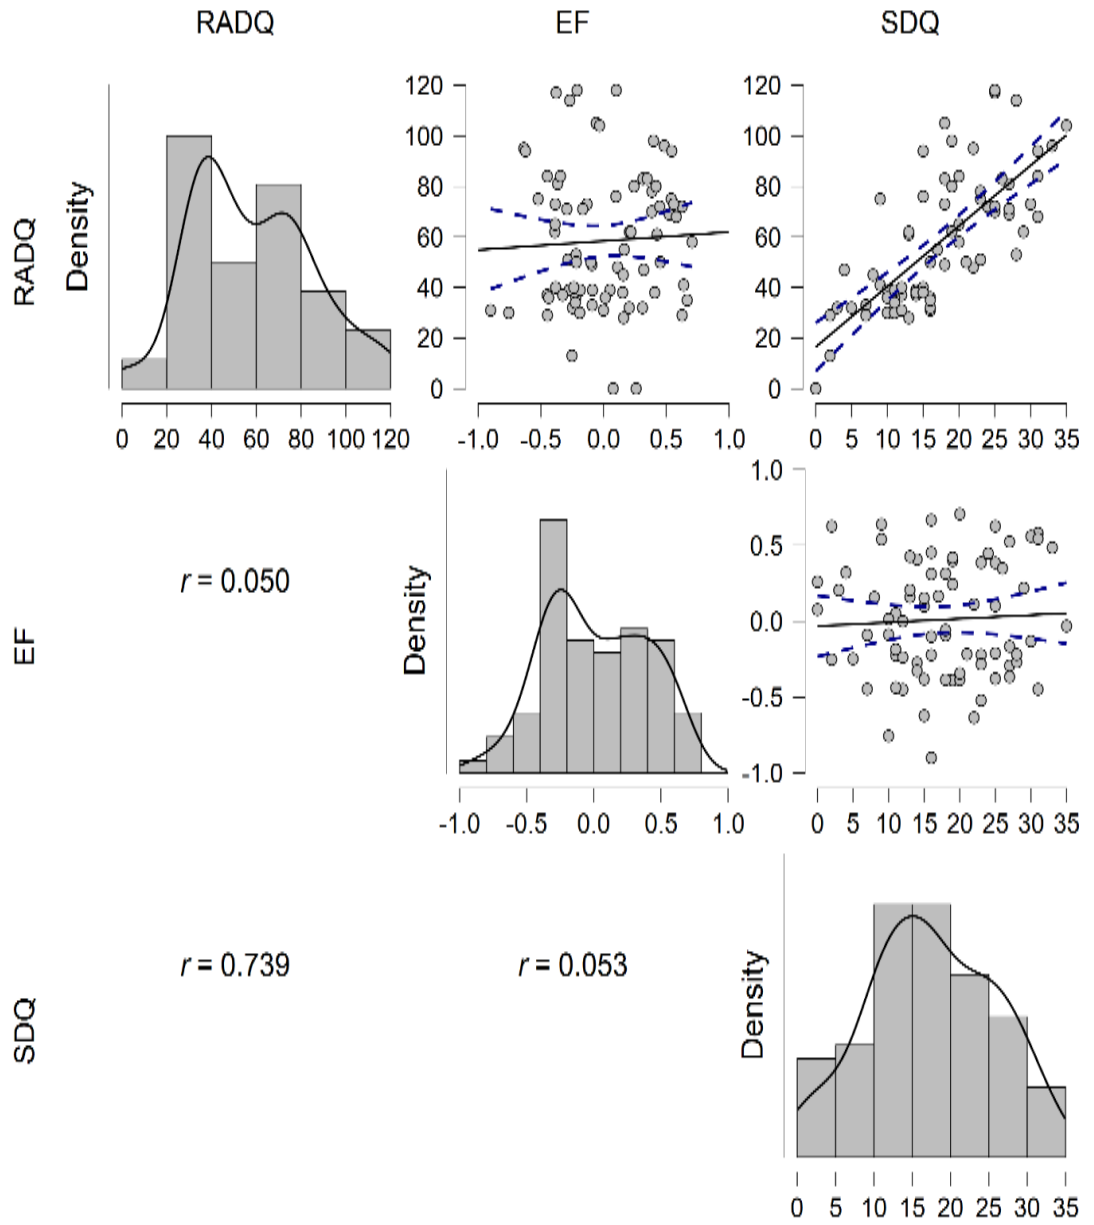 RADQ EF SDQ
RADQ
Density
120
100
80
60
40
20
0
120
100
80
60
40
20
0
0 20 40 60 80 100 120
-1.0 -0.5 0.0 0.5 1.0
0 5 10 15 20 25 30 35
EF
r = 0.050
Density
1.0
0.5
0.0
-0.5
-1.0
-1.0 -0.5 0.0 0.5 1.0
0 5 10 15 20 25 30 35
SDQ
r = 0.739
r = 0.053
Density
0 5 10 15 20 25 30 35